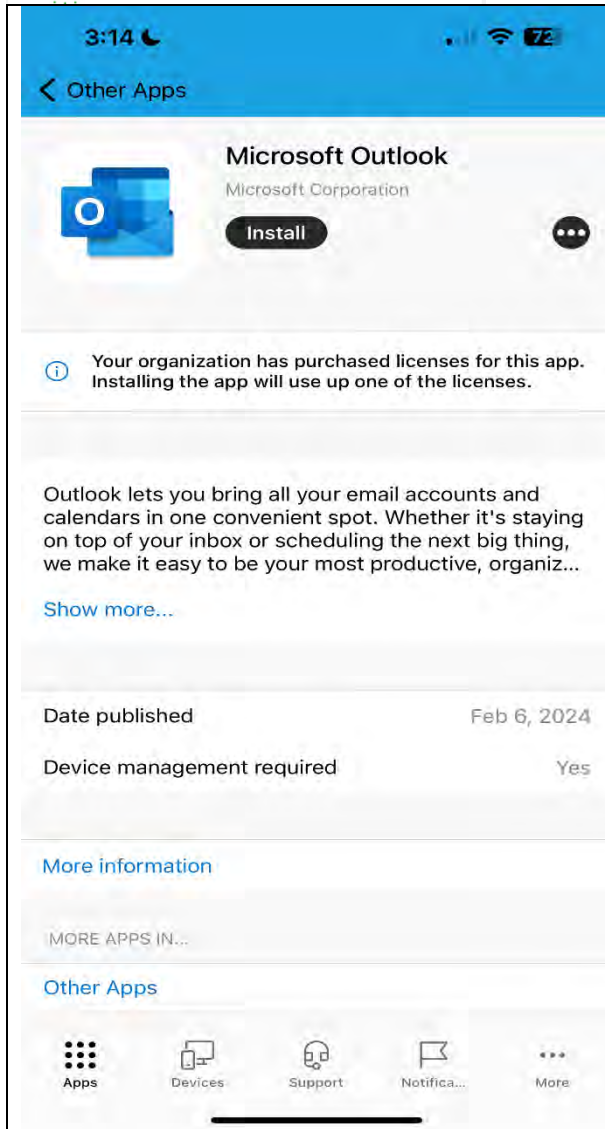 3:14
72
Other Apps
Microsoft Outlook
Microsoft Corporation
O
Install
Your organization has purchased licenses for this app.
Installing the app will use up one of the licenses.
Outlook lets you bring all your email accounts and
calendars in one convenient spot. Whether it's staying
on top of your inbox or scheduling the next big thing,
we make it easy to be your most productive, organiz...
Show more...
Date published Feb 6, 2024
Device management required Yes
More information
MORE APPS IN...
Other Apps
Apps Devices Support Notifica... More